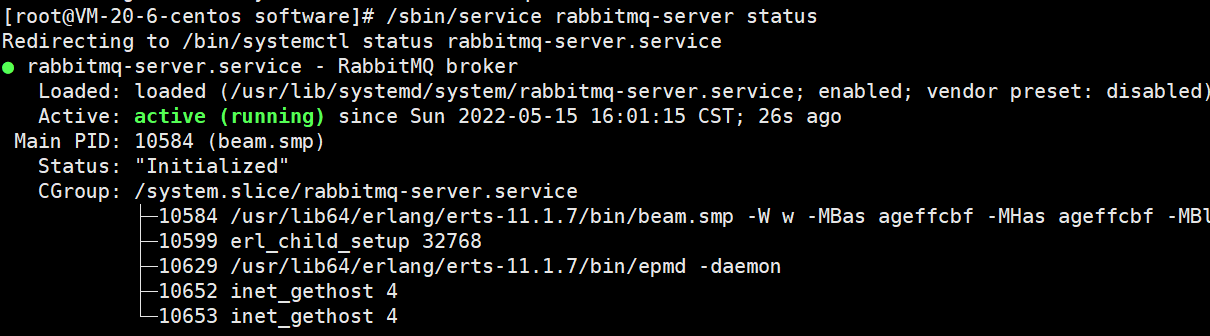 [root@VM-20-6-centos software]# /sbin/service rabbitmq-server status
Redirecting to /bin/systemctl status rabbitmq-server.service
● rabbitmq-server.service - RabbitMQ broker
   Loaded: loaded (/usr/lib/systemd/system/rabbitmq-server.service; enabled; vendor preset: disabled)
   Active: active (running) since Sun 2022-05-15 16:01:15 CST; 26s ago
 Main PID: 10584 (beam.smp)
   Status: "Initialized"
   CGroup: /system.slice/rabbitmq-server.service
           ├─10584 /usr/lib64/erlang/erts-11.1.7/bin/beam.smp -W w -MBas ageffcbf -MHas ageffcbf -MBl
           ├─10599 erl_child_setup 32768
           ├─10629 /usr/lib64/erlang/erts-11.1.7/bin/epmd -daemon
           ├─10652 inet_gethost 4
           └─10653 inet_gethost 4